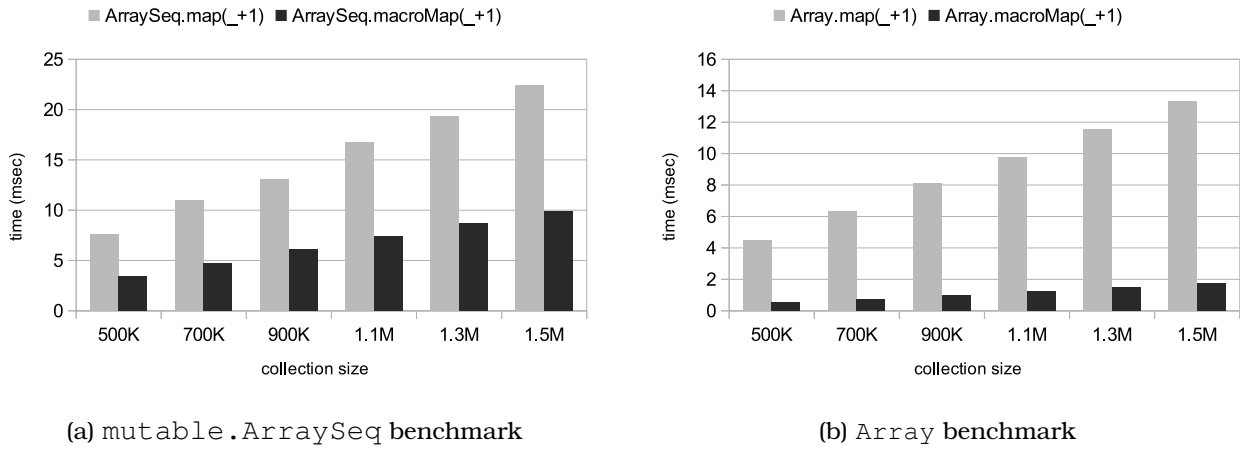 ArraySeq.map(_+1) ArraySeq.macroMap(_+1)
25
20
15
10
5
0
time (msec)
500K 700K 900K 1.1M 1.3M 1.5M
collection size
(a) mutable.ArraySeq benchmark
Array.map(_+1) Array.macroMap(_+1)
16
14
12
10
8
6
4
2
0
time (msec)
500K 700K 900K 1.1M 1.3M 1.5M
collection size
(b) Array benchmark